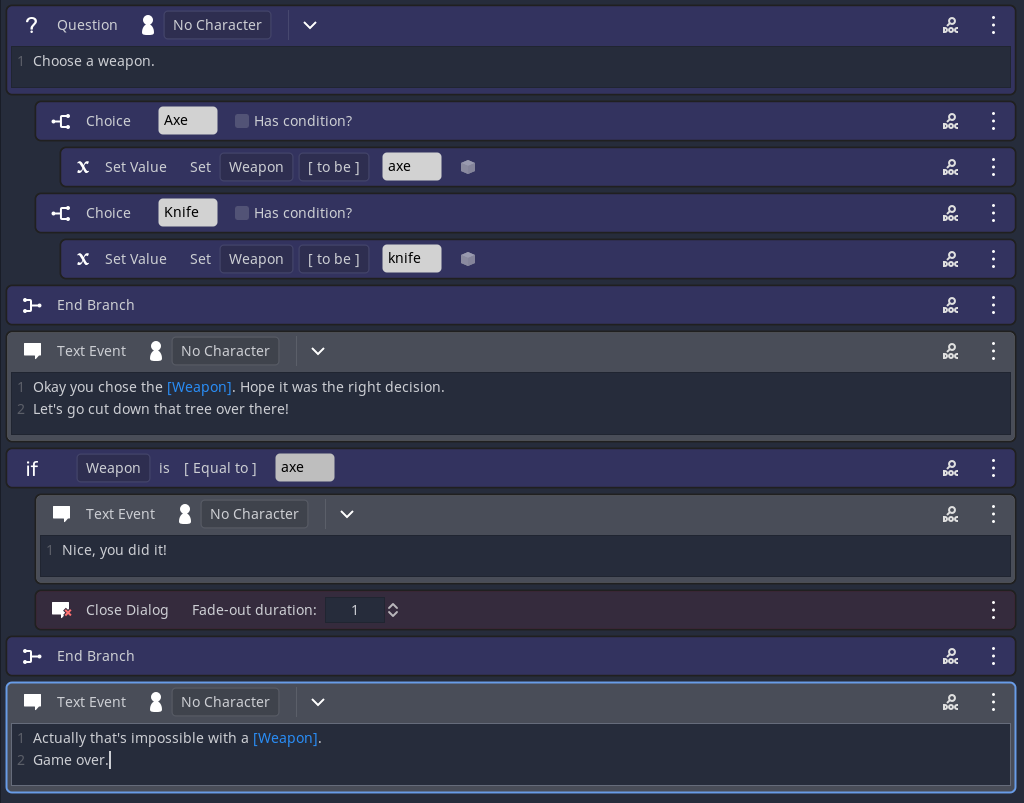 ? Question No Character
1 Choose a weapon.
Choice Axe Has condition?
x Set Value Set Weapon [ to be ] axe
Choice Knife Has condition?
x Set Value Set Weapon [ to be ] knife
End Branch
Text Event No Character
1 Okay you chose the [Weapon]. Hope it was the right decision.
2 Let's go cut down that tree over there!
if Weapon is [ Equal to ] axe
Text Event No Character
1 Nice, you did it!
Close Dialog Fade-out duration: 1
End Branch
Text Event No Character
1 Actually that's impossible with a [Weapon].
2 Game over.
DOC
DOC
DOC
DOC
DOC
DOC
DOC
DOC
DOC
DOC
DOC